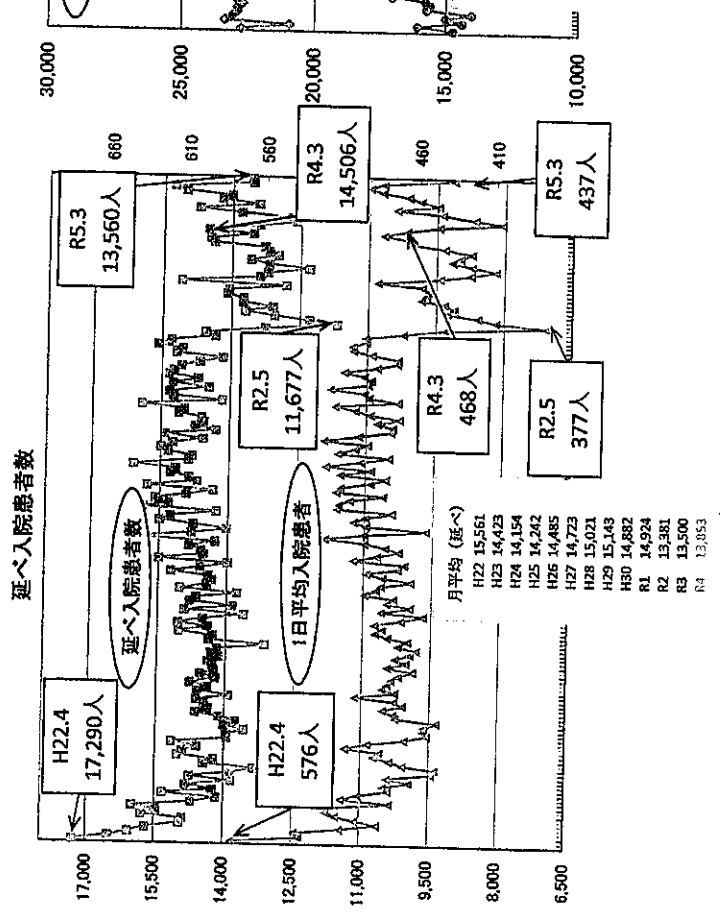 延べ入院患者数
H22.4
17,290人
R5.3
13,560人
延べ入院患者数
17,000
15,500
14,000
12,500
11,000
9,500
8,000
6,500
660
610
560
460
410
R4.3
14,506人
R2.5
11,677人
1日平均入院患者
H22.4
576人
R4.3
468人
R5.3
437人
R2.5
377人
月平均（延べ）
H22 15,561
H23 14,423
H24 14,154
H25 14,242
H26 14,485
H27 14,723
H28 15,021
H29 15,143
H30 14,882
R1 14,924
R2 13,381
R3 13,500
R4 13,853
30,000
25,000
20,000
15,000
10,000